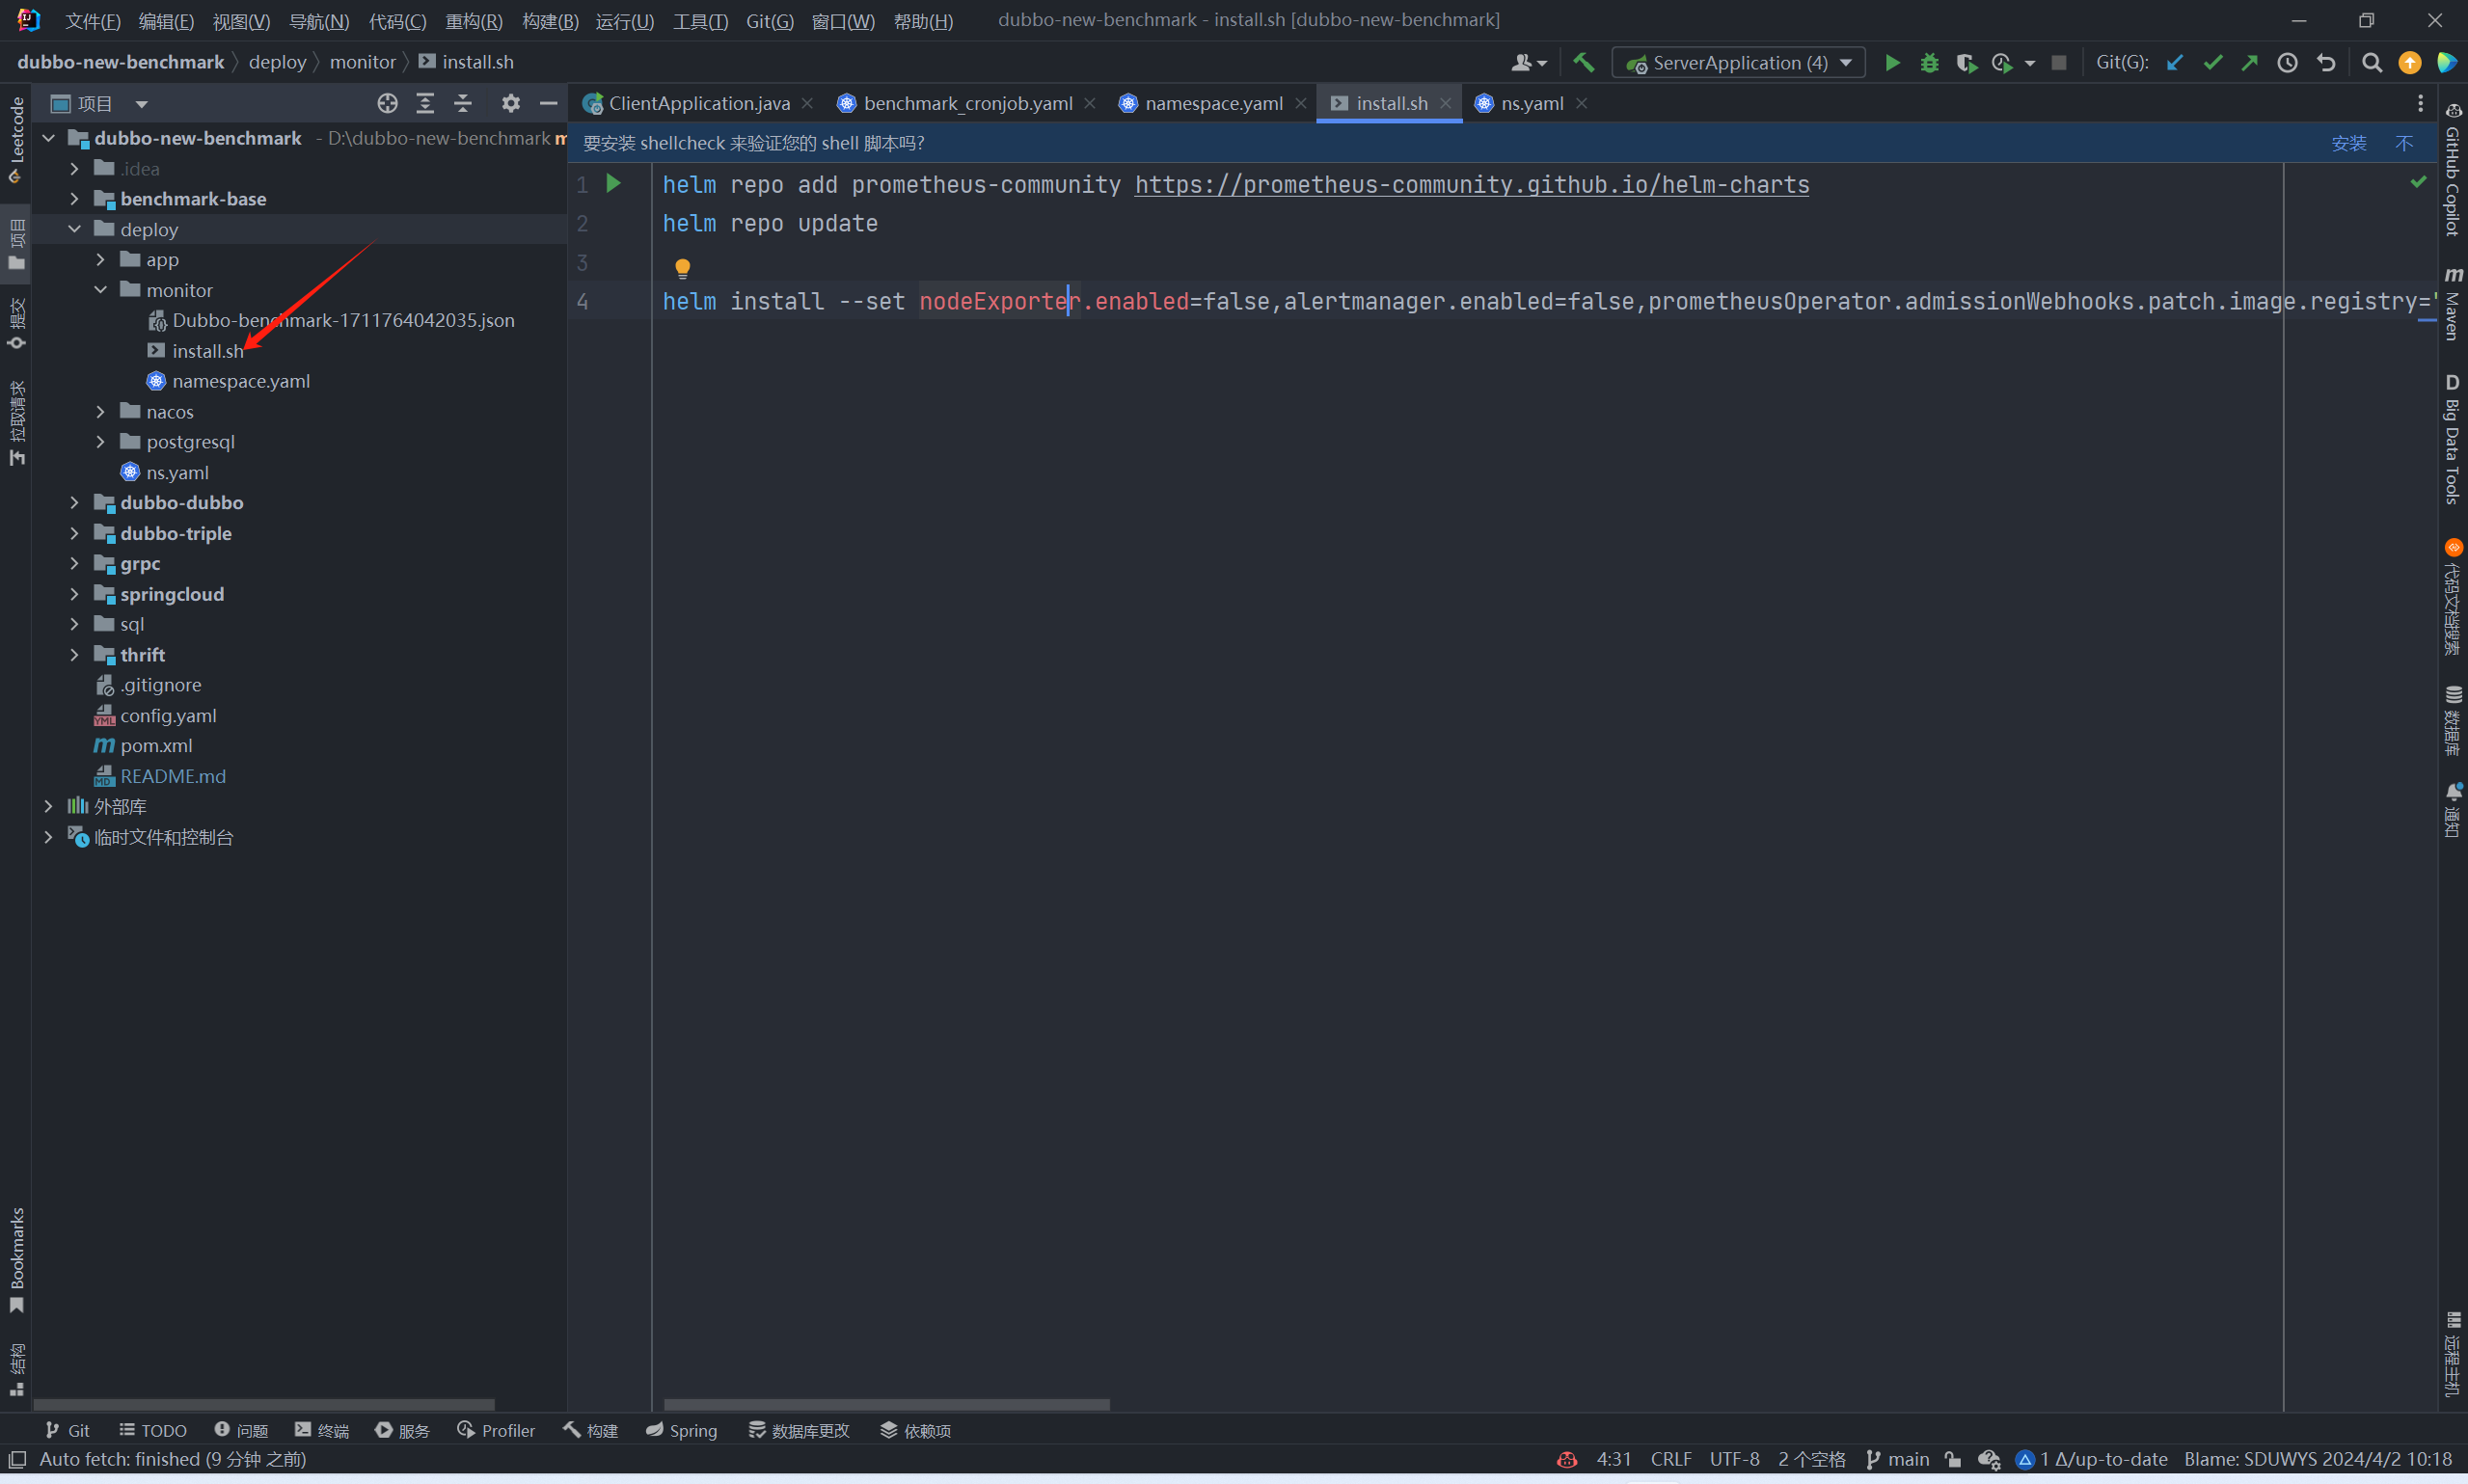 文件(F) 编辑(E) 视图(V) 导航(N) 代码(C) 重构(R) 构建(B) 运行(U) 工具(T) Git(G) 窗口(W) 帮助(H) dubbo-new-benchmark - install.sh [dubbo-new-benchmark]
dubbo-new-benchmark deploy monitor install.sh ServerApplication (4) Git(G):
项目 ClientApplication.java benchmark_cronjob.yaml namespace.yaml install.sh ns.yaml
要安装 shellcheck 来验证您的 shell 脚本吗? 安装 不
Leetcode
项目
提交
拉取请求
Bookmarks
结构
dubbo-new-benchmark - D:\dubbo-new-benchmark m
.idea
benchmark-base
deploy
app
monitor
Dubbo-benchmark-1711764042035.json
install.sh
namespace.yaml
nacos
postgresql
ns.yaml
dubbo-dubbo
dubbo-triple
grpc
springcloud
sql
thrift
.gitignore
config.yaml
pom.xml
README.md
外部库
临时文件和控制台
1 helm repo add prometheus-community https://prometheus-community.github.io/helm-charts
2 helm repo update
3
4 helm install --set nodeExporter.enabled=false,alertmanager.enabled=false,prometheusOperator.admissionWebhooks.patch.image.registry="
GitHub Copilot
Maven
Big Data Tools
代码文档搜索
数据库
通知
远程主机
Git TODO 问题 终端 服务 Profiler 构建 Spring 数据库更改 依赖项
Auto fetch: finished (9 分钟 之前) 4:31 CRLF UTF-8 2 个空格 main 1 Δ/up-to-date Blame: SDUWYS 2024/4/2 10:18